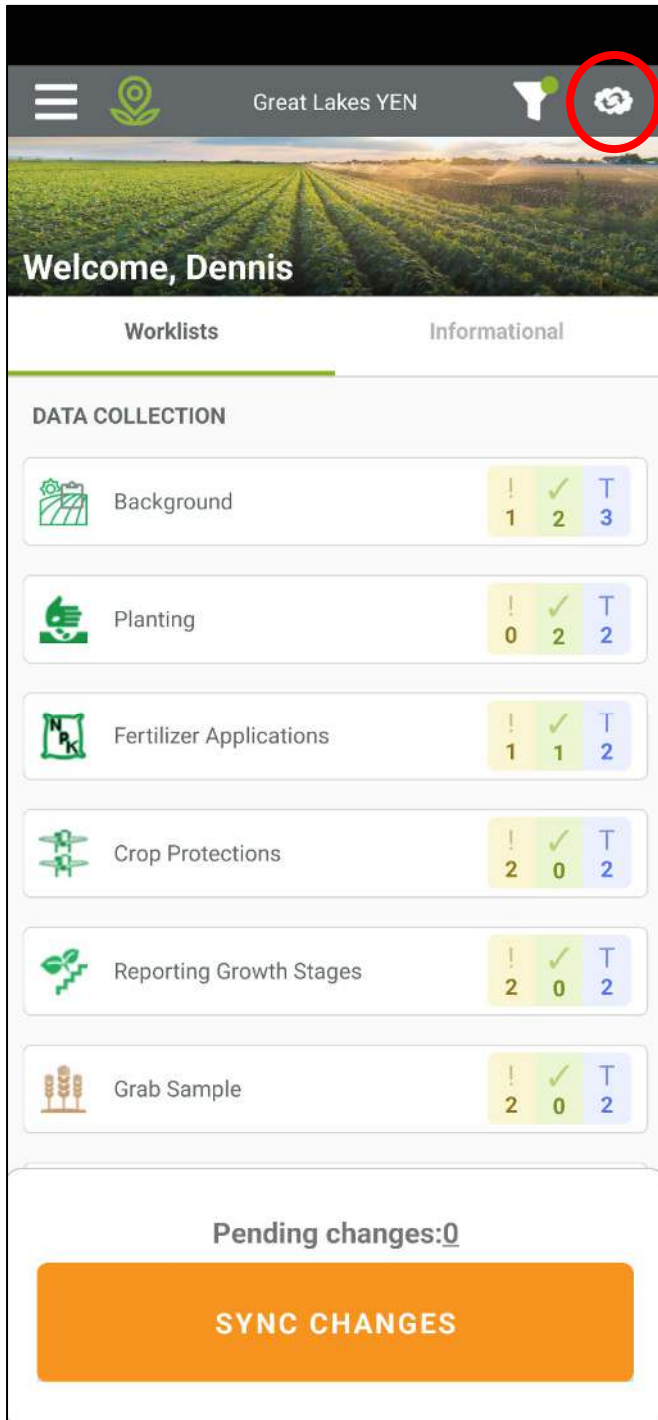 Great Lakes YEN
Welcome, Dennis
Worklists Informational
DATA COLLECTION
Background ! ✓ T
1 2 3
Planting ! ✓ T
0 2 2
NPK Fertilizer Applications ! ✓ T
1 1 2
Crop Protections ! ✓ T
2 0 2
Reporting Growth Stages ! ✓ T
2 0 2
Grab Sample ! ✓ T
2 0 2
Pending changes:0
SYNC CHANGES